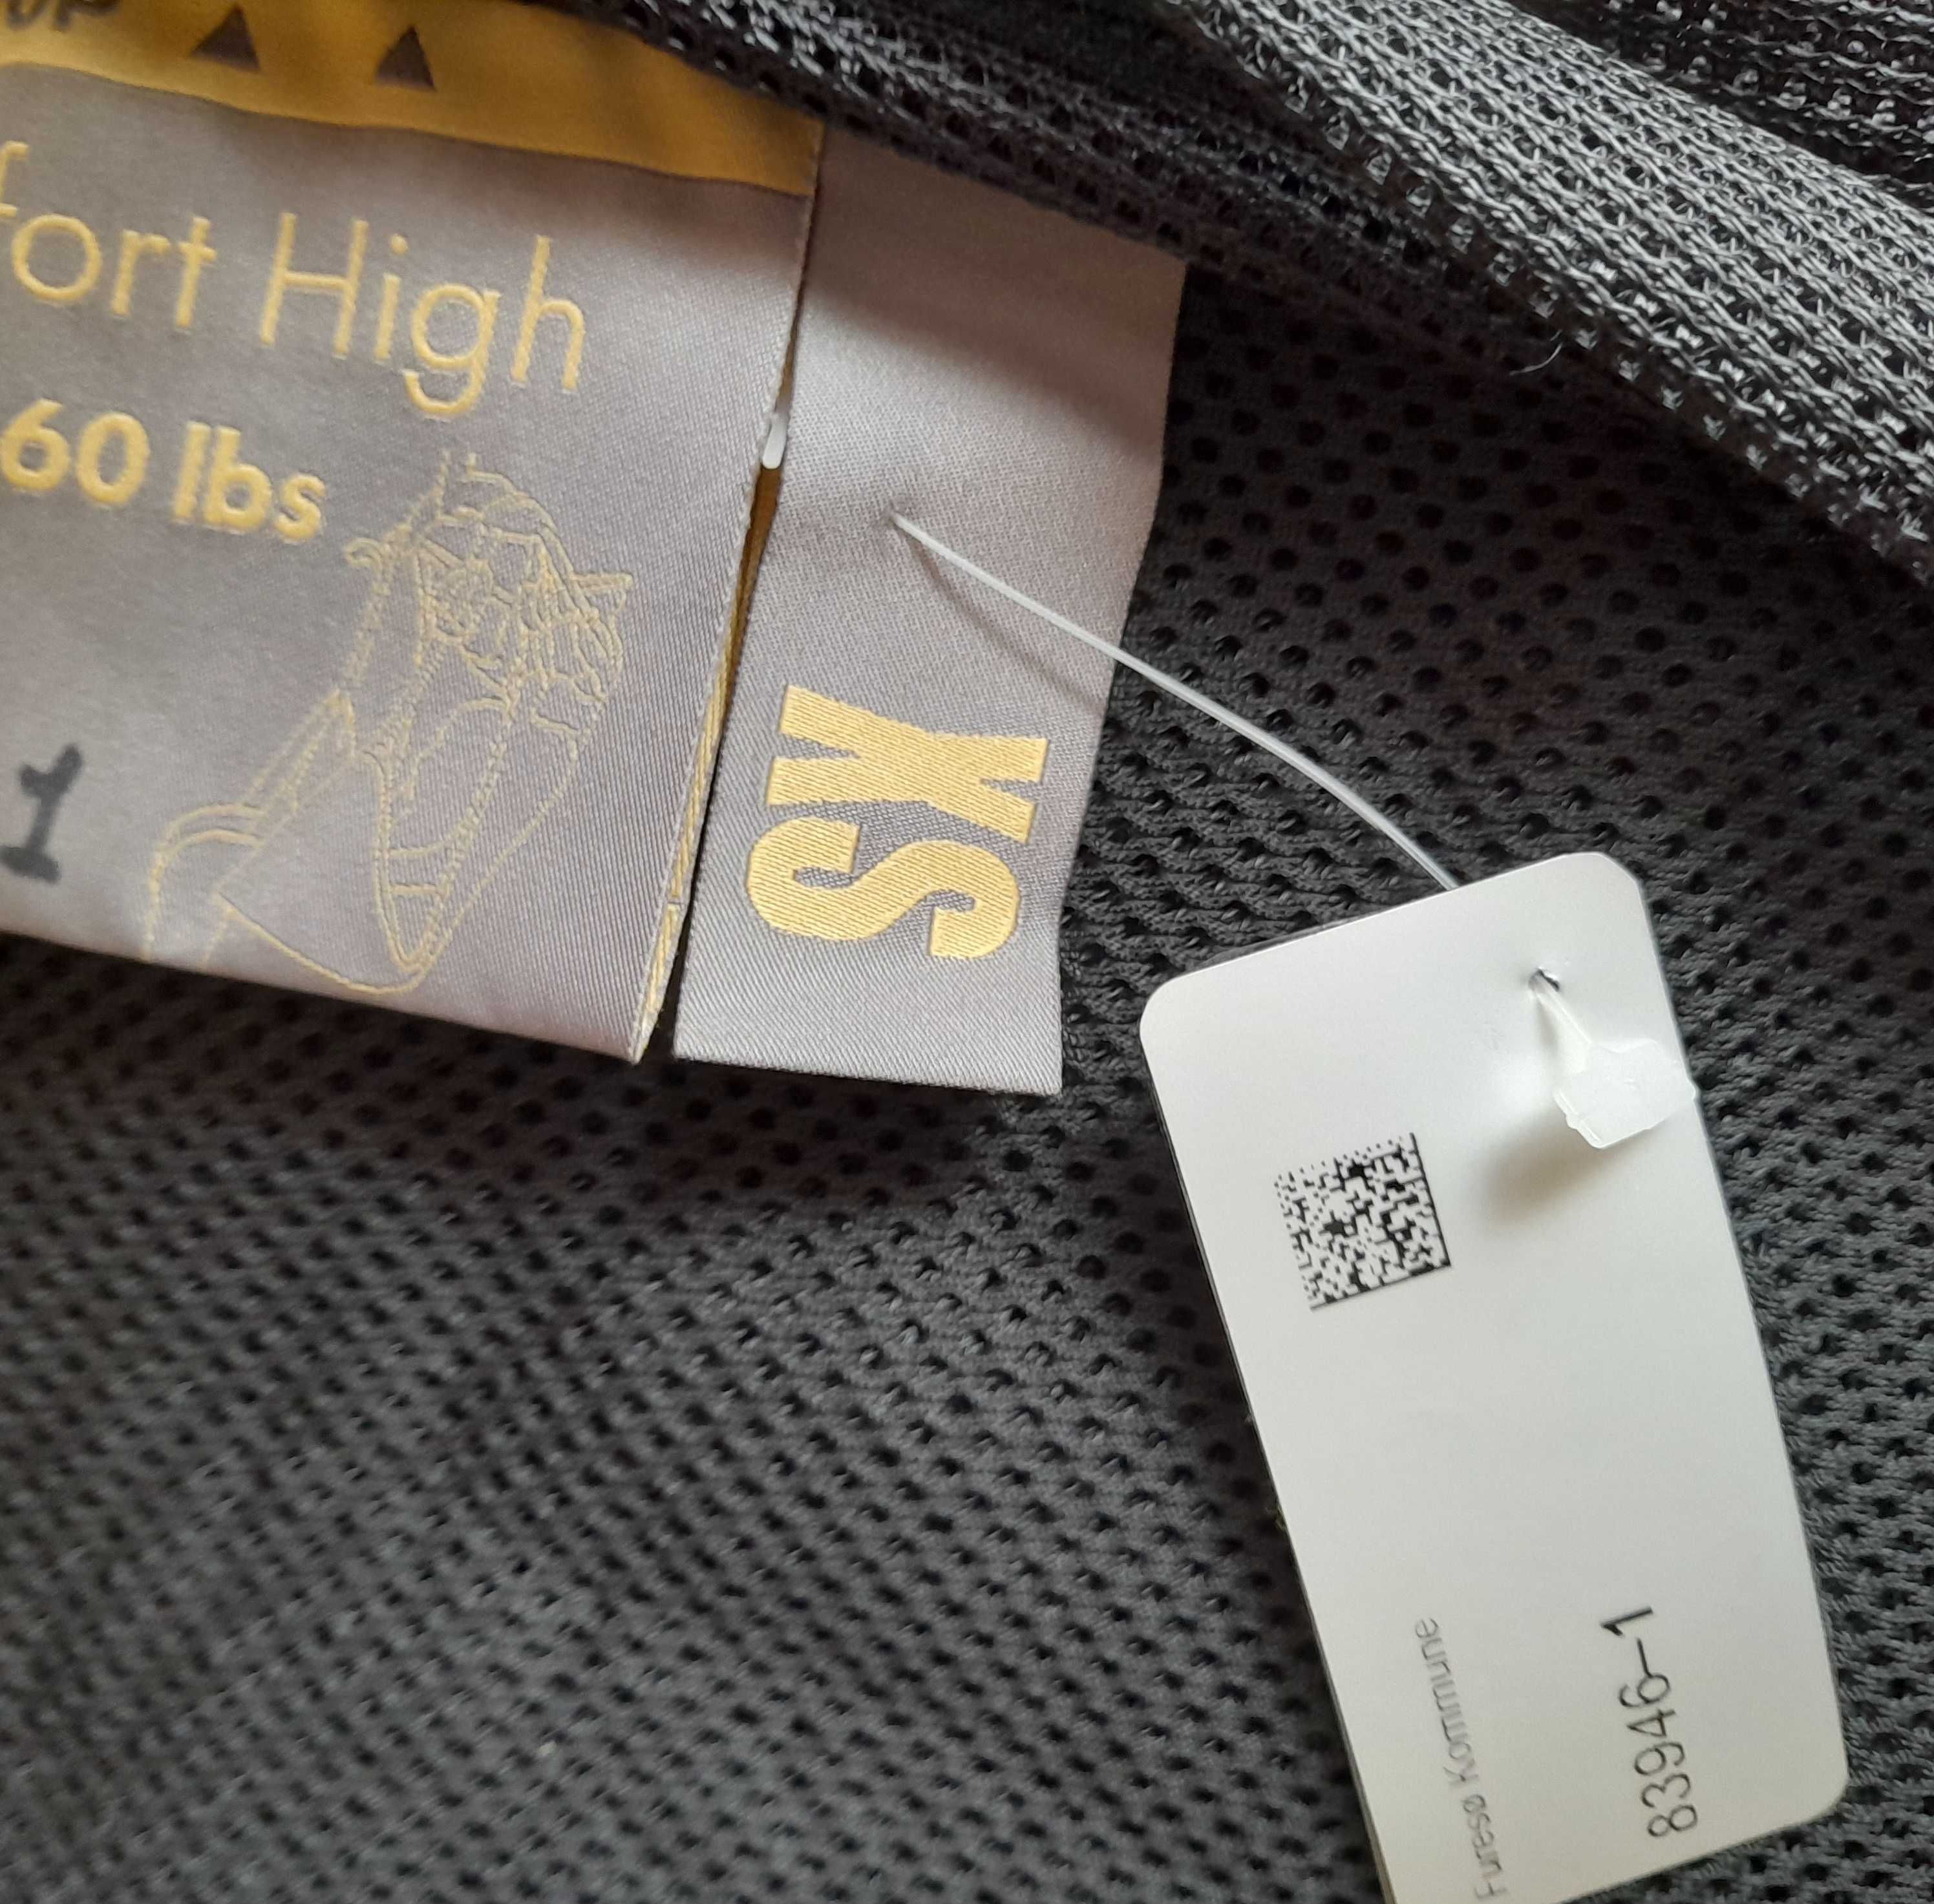 fort High
60 lbs
1
XS
Furesø Kommune
83946-1